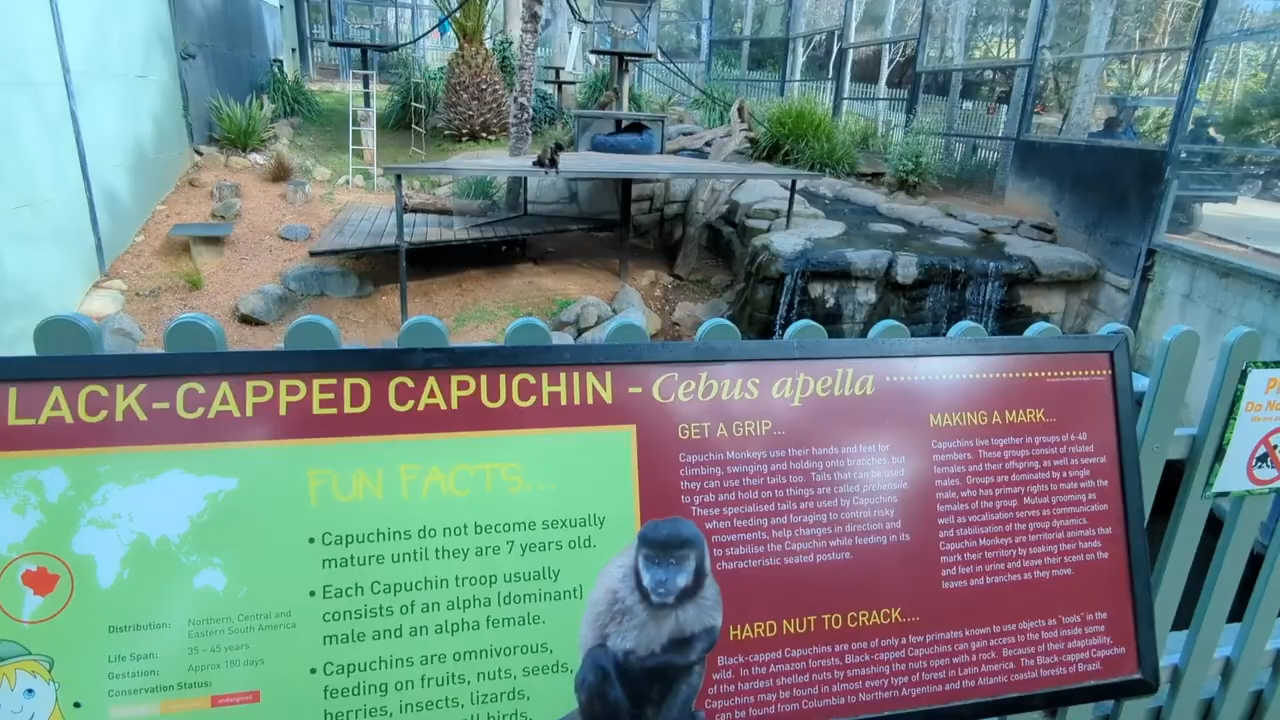 LACK-CAPPED CAPUCHIN - Cebus apella
FUN FACTS...
• Capuchins do not become sexually
mature until they are 7 years old.
• Each Capuchin troop usually
consists of an alpha (dominant)
male and an alpha female.
• Capuchins are omnivorous,
feeding on fruits, nuts, seeds,
berries, insects, lizards,
birds,
Distribution: Northern, Central and
Eastern South America
Life Span: 35 – 45 years
Gestation: Approx 180 days
Conservation Status:
endangered
GET A GRIP...
Capuchin Monkeys use their hands and feet for
climbing, swinging and holding onto branches, but
they can use their tails too. Tails that can be used
to grab and hold on to things are called prehensile.
These specialised tails are used by Capuchins
when feeding and foraging to control risky
movements, help changes in direction and
to stabilise the Capuchin while feeding in its
characteristic seated posture.
MAKING A MARK...
Capuchins live together in groups of 6-40
members. These groups consist of related
females and their offspring, as well as several
males. Groups are dominated by a single
male, who has primary rights to mate with the
females of the group. Mutual grooming as
well as vocalisation serves as communication
and stabilisation of the group dynamics.
Capuchin Monkeys are territorial animals that
mark their territory by soaking their hands
and feet in urine and leave their scent on the
leaves and branches as they move.
HARD NUT TO CRACK....
Black-capped Capuchins are one of only a few primates known to use objects as "tools" in the
wild. In the Amazon forests, Black-capped Capuchins can gain access to the food inside some
of the hardest shelled nuts by smashing the nuts open with a rock. Because of their adaptability,
Capuchins may be found in almost every type of forest in Latin America. The Black-capped Capuchin
can be found from Columbia to Northern Argentina and the Atlantic coastal forests of Brazil.
Do No